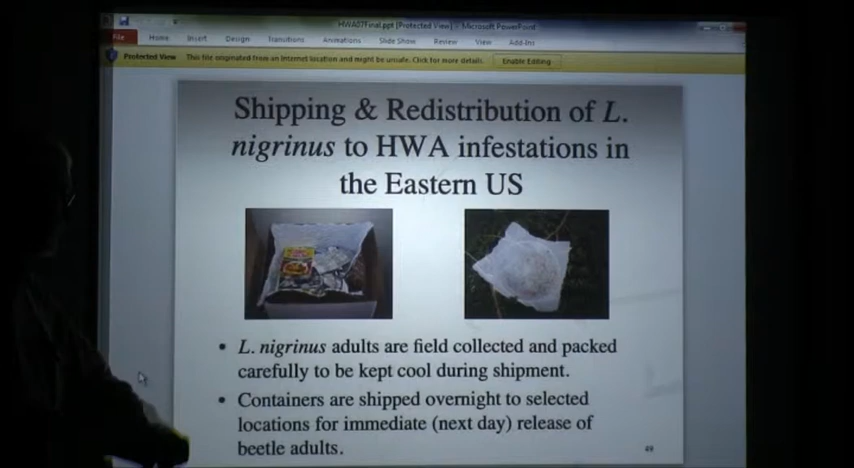 HWA07Final.ppt [Protected View] - Microsoft PowerPoint
File Home Insert Design Transitions Animations Slide Show Review View Add-Ins
Protected View This file originated from an Internet location and might be unsafe. Click for more details. Enable Editing
Shipping & Redistribution of L.
nigrinus to HWA infestations in
the Eastern US
• L. nigrinus adults are field collected and packed
carefully to be kept cool during shipment.
• Containers are shipped overnight to selected
locations for immediate (next day) release of
beetle adults.
49